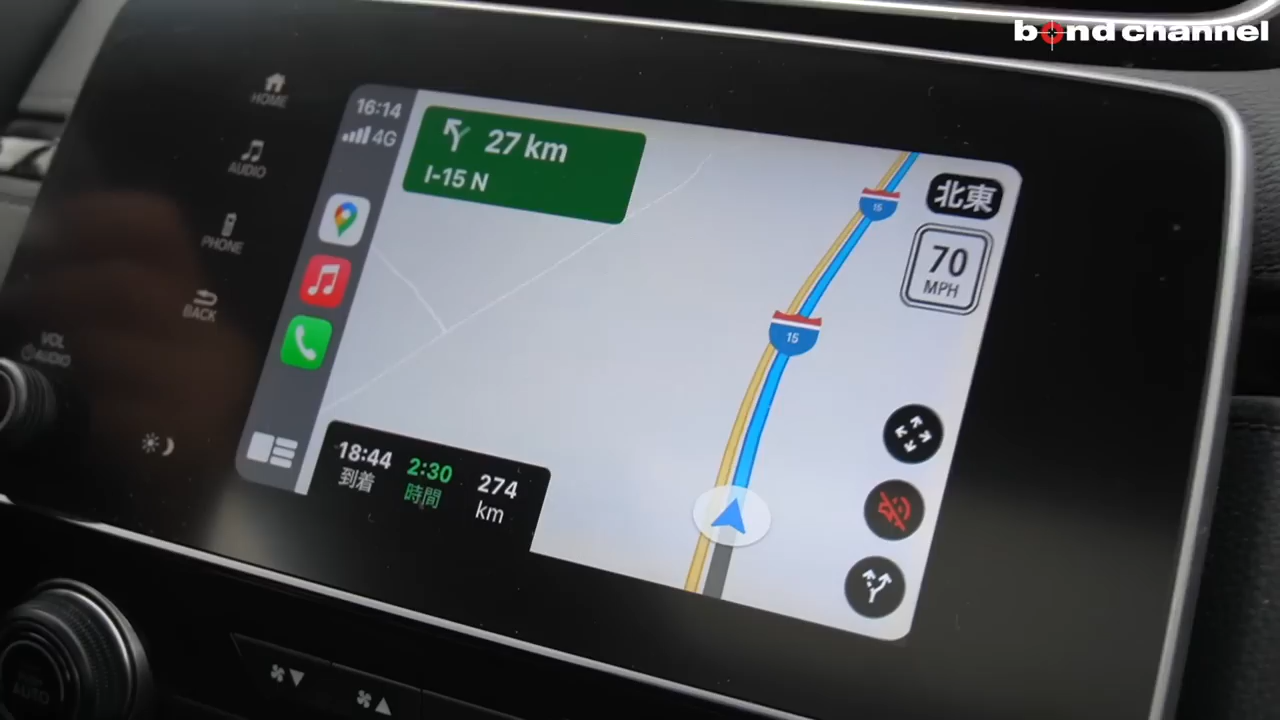 bond channel
HOME
AUDIO
PHONE
BACK
VOL
AUDIO
16:14
4G
27 km
I-15 N
15
15
北東
70
MPH
18:44
到着
2:30
時間
274
km
AUTO